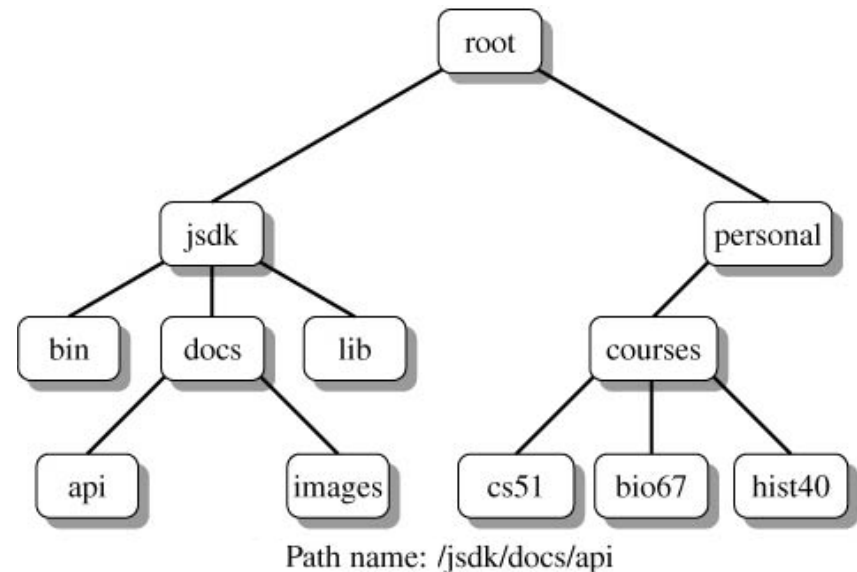 root
jsdk
personal
bin
docs
lib
courses
api
images
cs51
bio67
hist40
Path name: /jsdk/docs/api